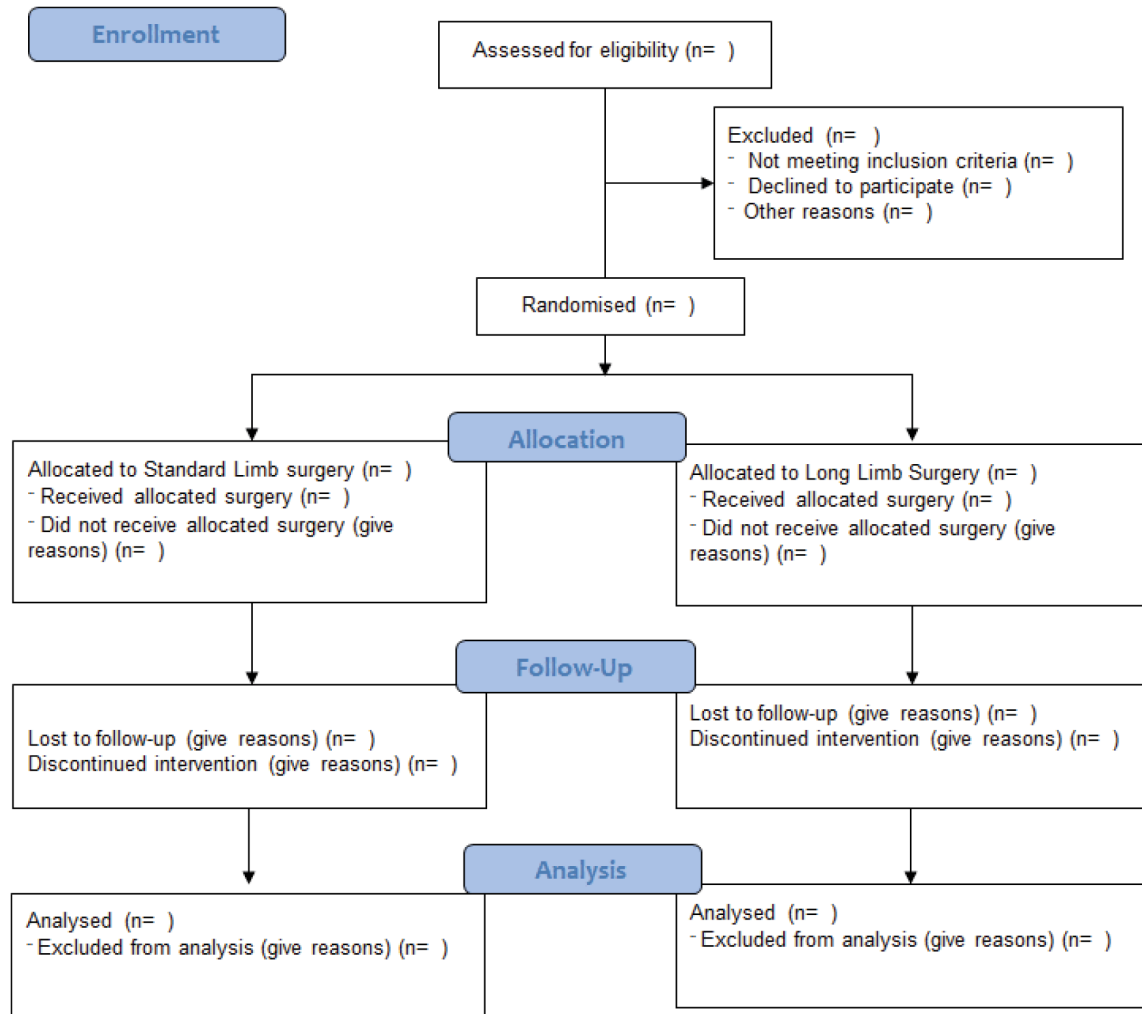 Enrollment
Assessed for eligibility (n= )
Excluded (n= )
- Not meeting inclusion criteria (n= )
- Declined to participate (n= )
- Other reasons (n= )
Randomised (n= )
Allocation
Allocated to Standard Limb surgery (n= )
- Received allocated surgery (n= )
- Did not receive allocated surgery (give
reasons) (n= )
Allocated to Long Limb Surgery (n= )
- Received allocated surgery (n= )
- Did not receive allocated surgery (give
reasons) (n= )
Follow-Up
Lost to follow-up (give reasons) (n= )
Discontinued intervention (give reasons) (n= )
Lost to follow-up (give reasons) (n= )
Discontinued intervention (give reasons) (n= )
Analysis
Analysed (n= )
- Excluded from analysis (give reasons) (n= )
Analysed (n= )
- Excluded from analysis (give reasons) (n= )